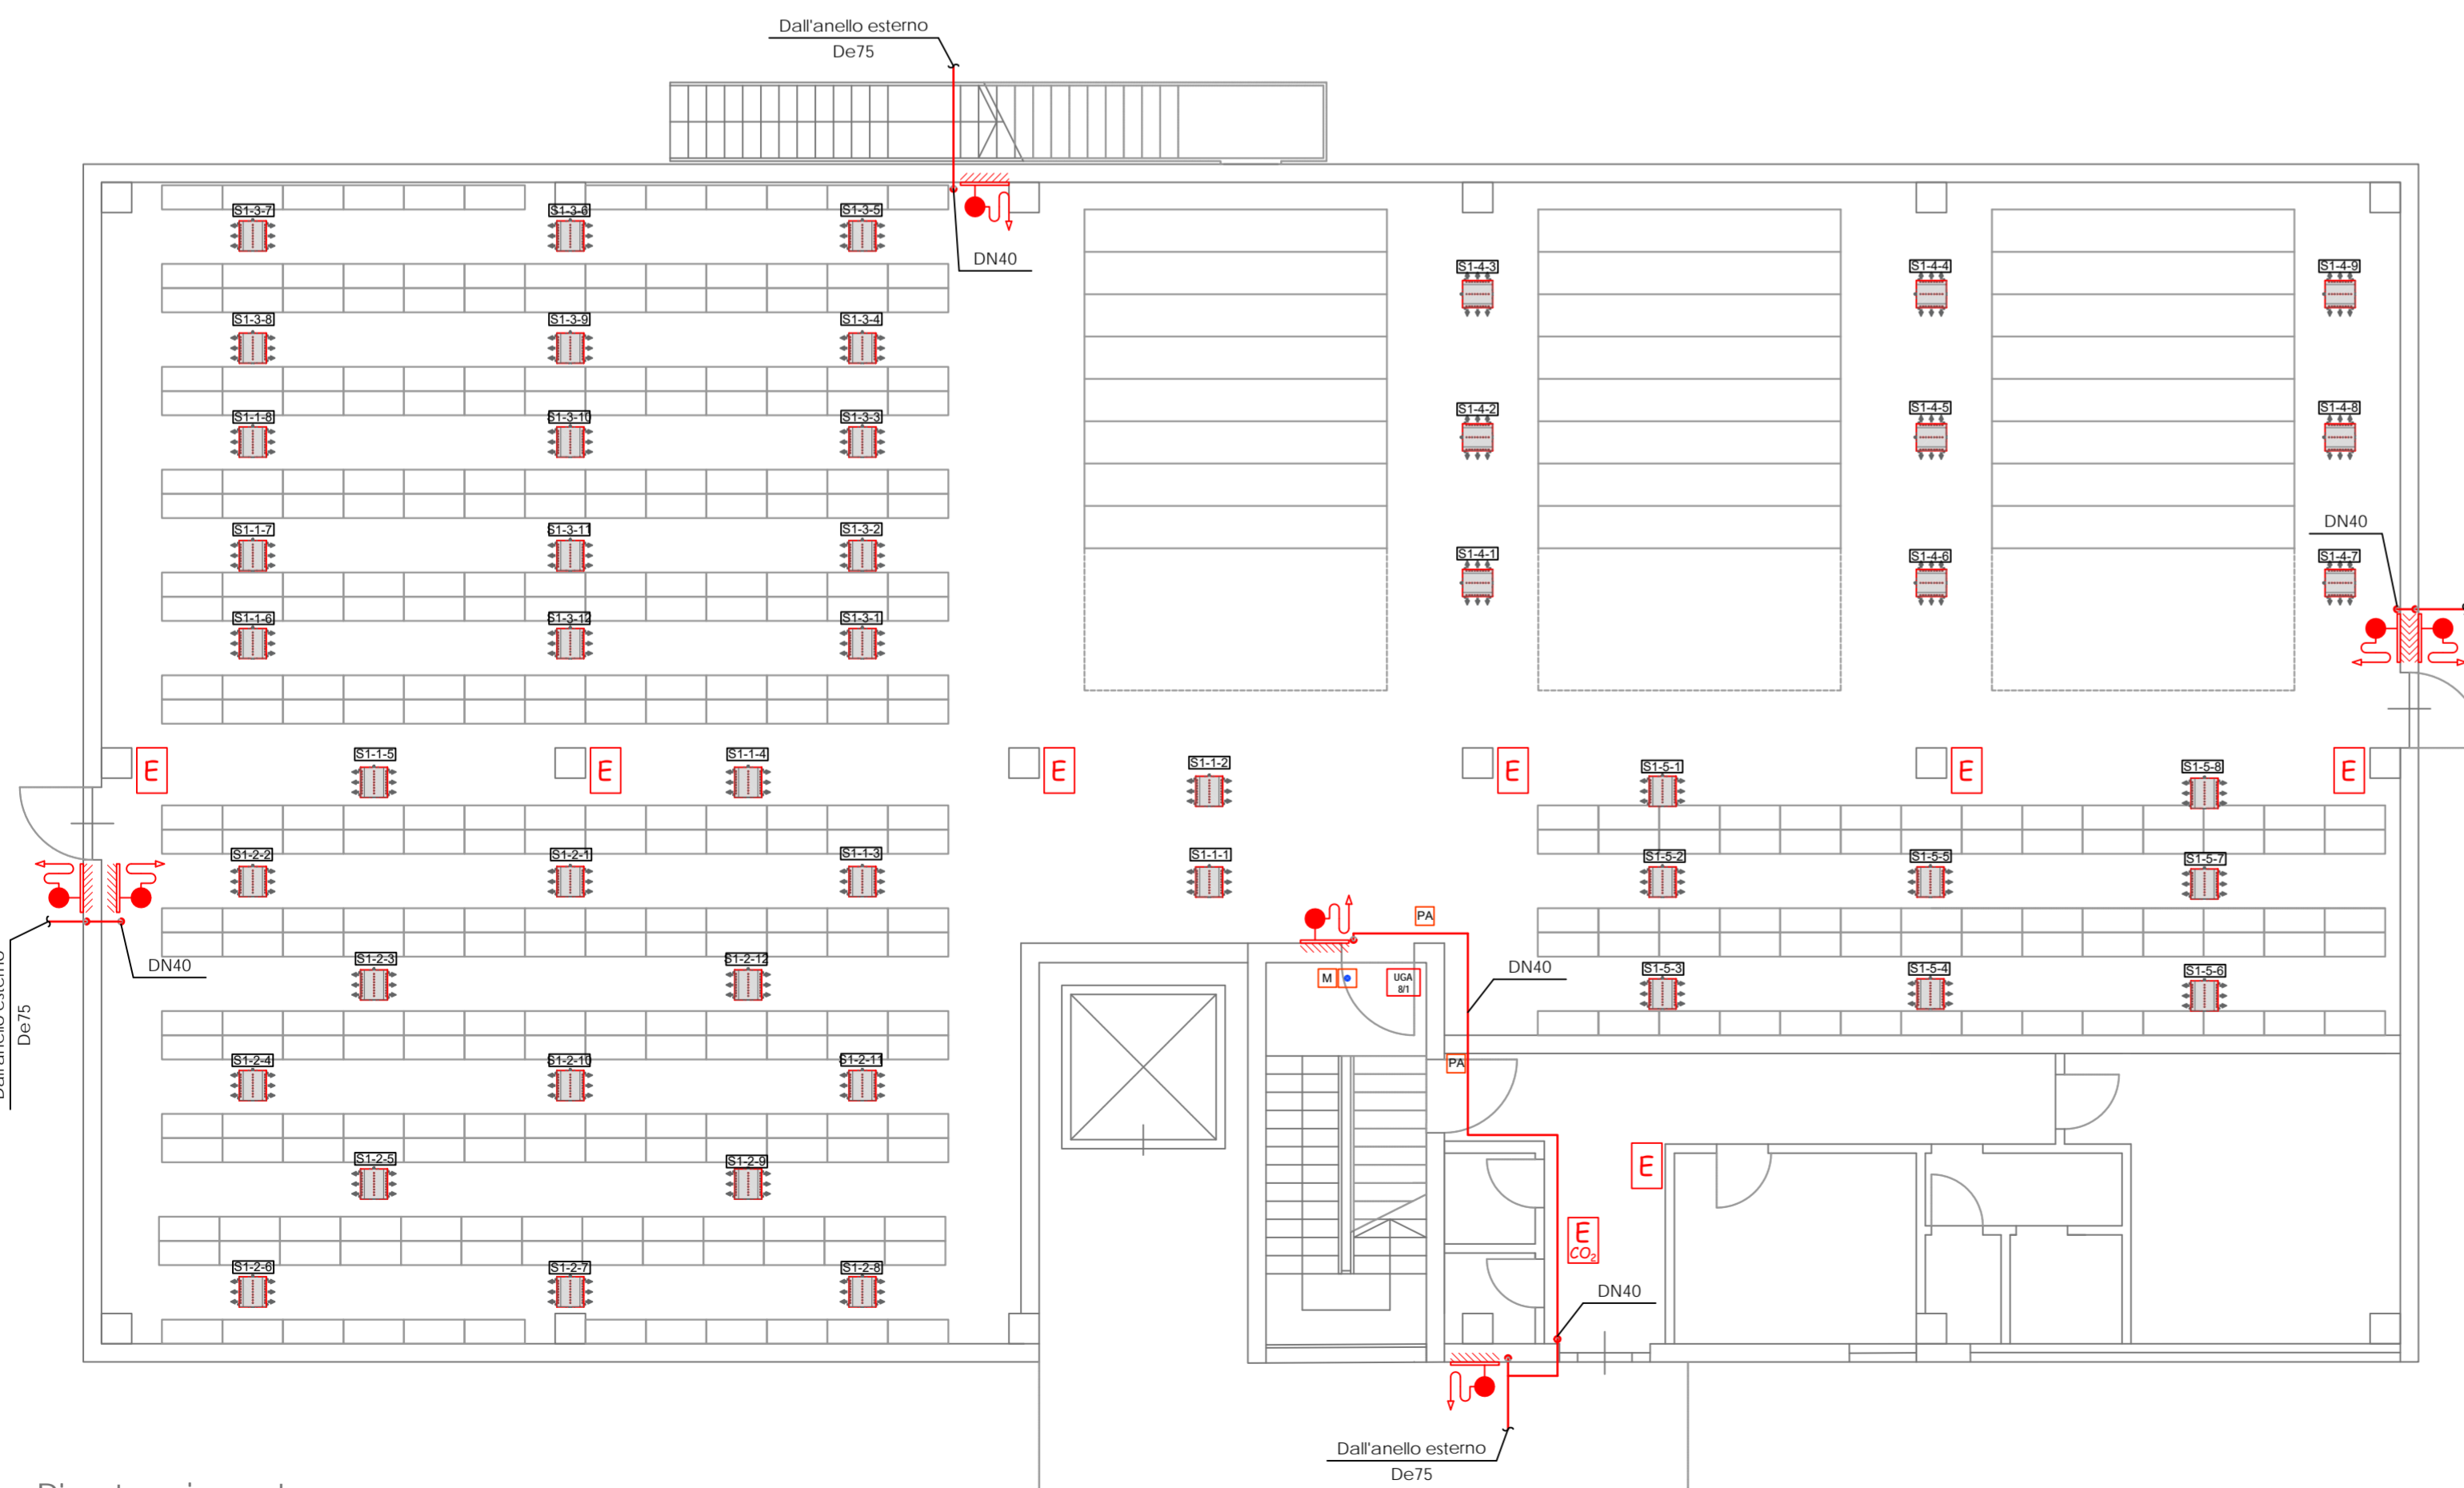 Dall'anello esterno
De75
S1-3-7
S1-3-6
S1-3-5
DN40
S1-4-3
S1-4-4
S1-4-9
S1-3-8
S1-3-9
S1-3-4
S1-1-8
S1-3-10
S1-3-3
S1-4-2
S1-4-5
S1-4-8
S1-1-7
S1-3-11
S1-3-2
DN40
S1-4-1
S1-4-6
S1-4-7
S1-1-6
S1-3-12
S1-3-1
S1-1-5
S1-1-4
S1-1-2
S1-5-1
S1-5-8
E
E
E
E
E
E
S1-2-2
S1-2-1
S1-1-3
S1-1-1
S1-5-2
S1-5-5
S1-5-7
PA
Dall'anello esterno
De75
DN40
S1-2-3
S1-2-12
M
UGA
8/1
DN40
S1-5-3
S1-5-4
S1-5-6
S1-2-4
S1-2-10
S1-2-11
PA
S1-2-5
S1-2-9
E
E
CO₂
S1-2-6
S1-2-7
S1-2-8
DN40
Dall'anello esterno
De75